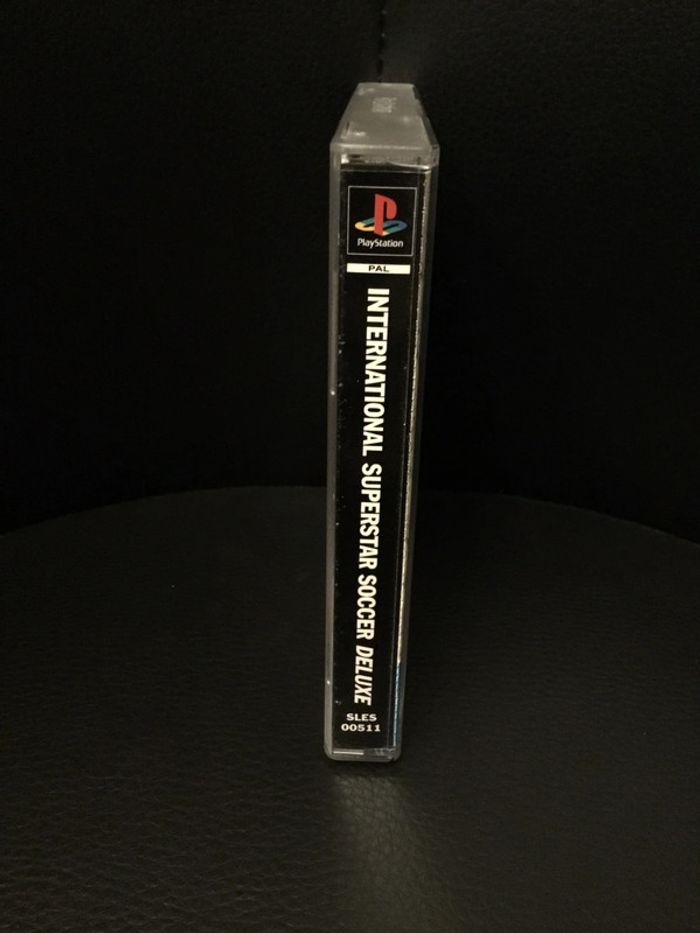 PlayStation
PAL
INTERNATIONAL SUPERSTAR SOCCER DELUXE
SLES
00511